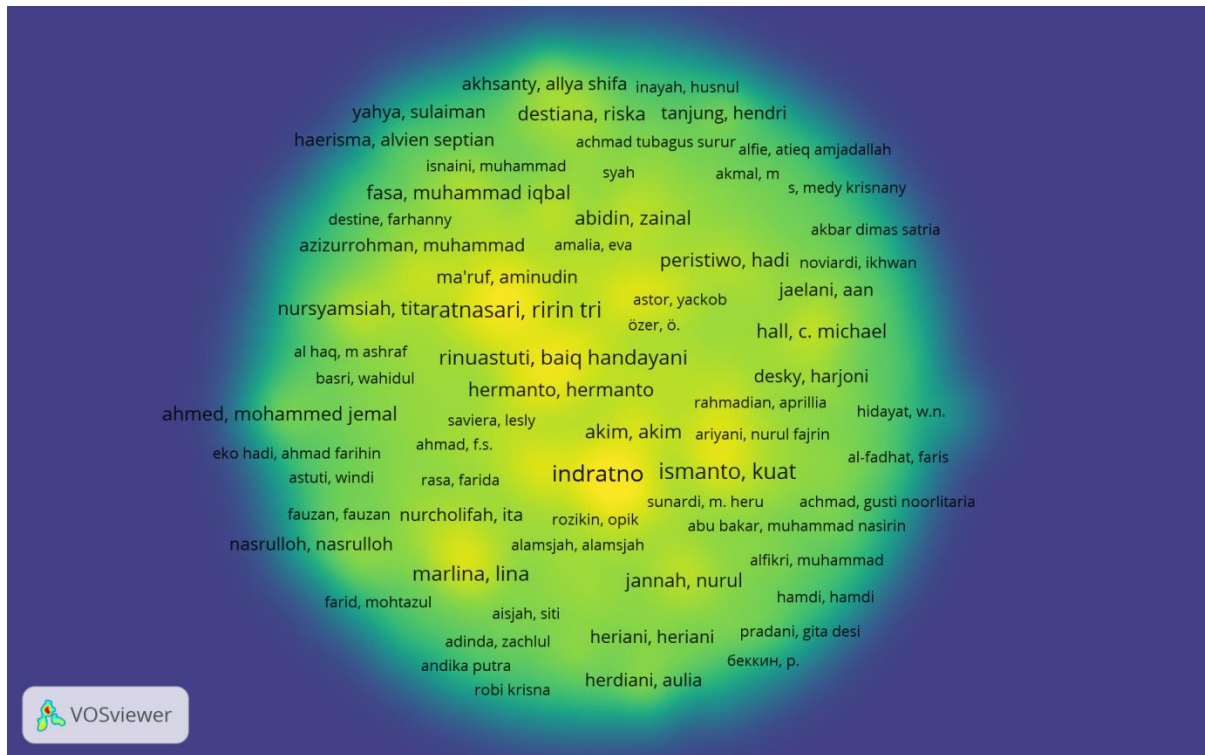 akhsanty, allya shifa
inayah, husnul
yahya, sulaiman
destiana, riska
tanjung, hendri
haerisma, alvien septian
achmad tubagus surur
alfie, atieq amjadallah
isnaini, muhammad
syah
akmal, m
s, medy krisnany
fasa, muhammad iqbal
destine, farhanny
abidin, zainal
akbar dimas satria
azizurrohman, muhammad
amalia, eva
peristiwo, hadi
noviardi, ikhwan
ma'ruf, aminudin
jaelani, aan
nursyamsiah, tita
ratnasari, ririn tri
astor, yackob
özer, ö.
hall, c. michael
al haq, m ashraf
rinuastuti, baiq handayani
basri, wahidul
desky, harjoni
hermanto, hermanto
rahmadian, aprillia
ahmed, mohammed jemal
saviera, lesly
hidayat, w.n.
akim, akim
ariyani, nurul fajrin
ahmad, f.s.
eko hadi, ahmad farihin
al-fadhat, faris
astuti, windi
rasa, farida
indratno
ismanto, kuat
sunardi, m. heru
achmad, gusti noorlitaria
fauzan, fauzan
nurcholifah, ita
rozikin, opik
abu bakar, muhammad nasirin
nasrulloh, nasrulloh
alamsjah, alamsjah
alfikri, muhammad
marlina, lina
jannah, nurul
farid, mohtazul
hamdi, hamdi
aisjah, siti
adinda, zachlul
heriani, heriani
pradani, gita desi
andika putra
беккин, р.
robi krisna
herdiani, aulia
VOSviewer